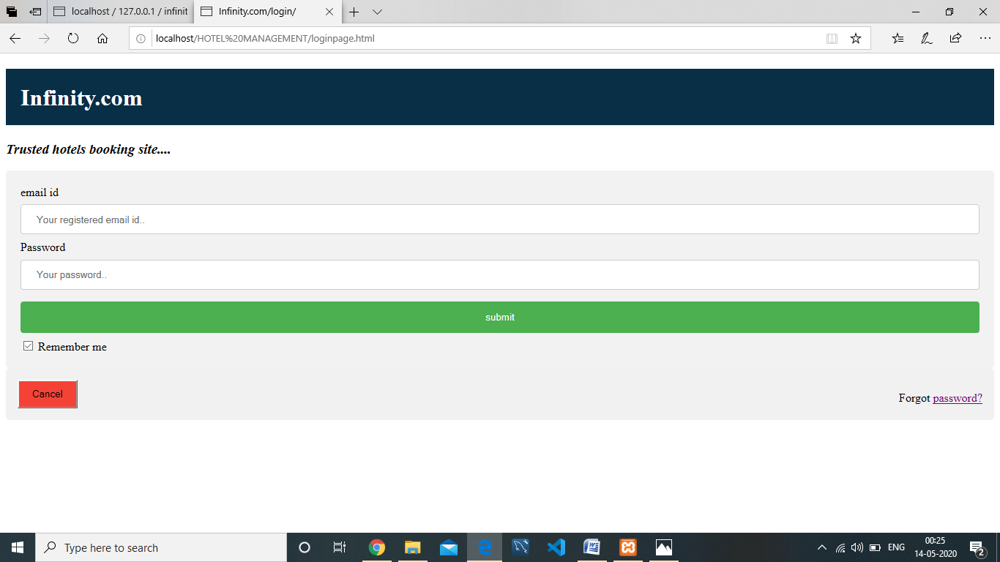 localhost / 127.0.0.1 / infinit
Infinity.com/login/
localhost/HOTEL%20MANAGEMENT/loginpage.html
Infinity.com
Trusted hotels booking site....
email id
Your registered email id..
Password
Your password..
submit
Remember me
Cancel
Forgot password?
Type here to search
ENG
00:25
14-05-2020
2